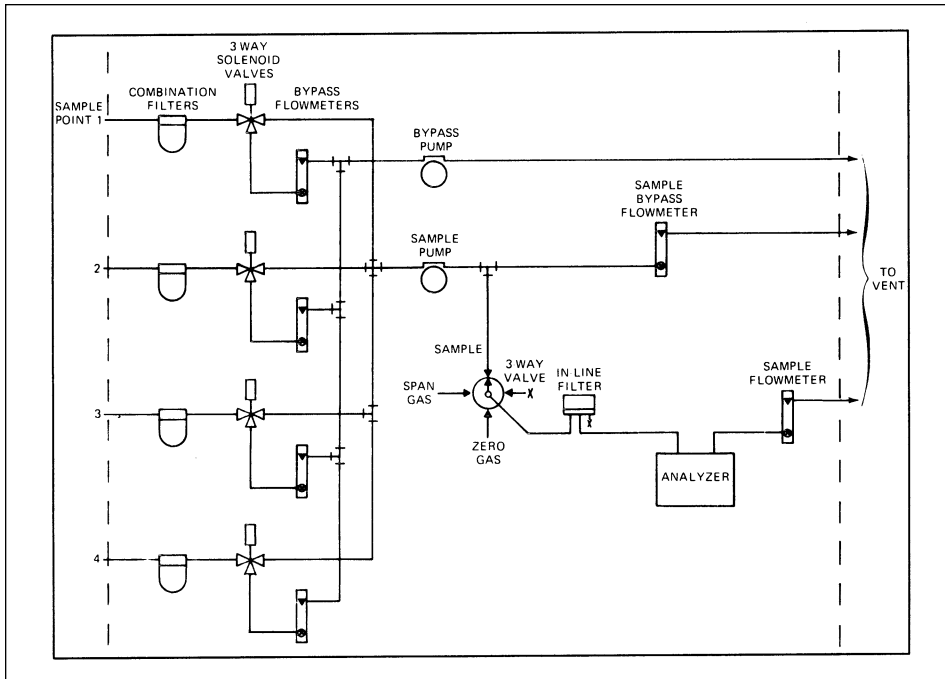 3 WAY
SOLENOID
VALVES
COMBINATION
FILTERS
BYPASS
FLOWMETERS
SAMPLE
POINT 1
BYPASS
PUMP
SAMPLE
BYPASS
FLOWMETER
SAMPLE
PUMP
2
TO
VENT
SAMPLE
3 WAY
VALVE
IN-LINE
FILTER
SAMPLE
FLOWMETER
SPAN
GAS
X
3
ZERO
GAS
ANALYZER
4